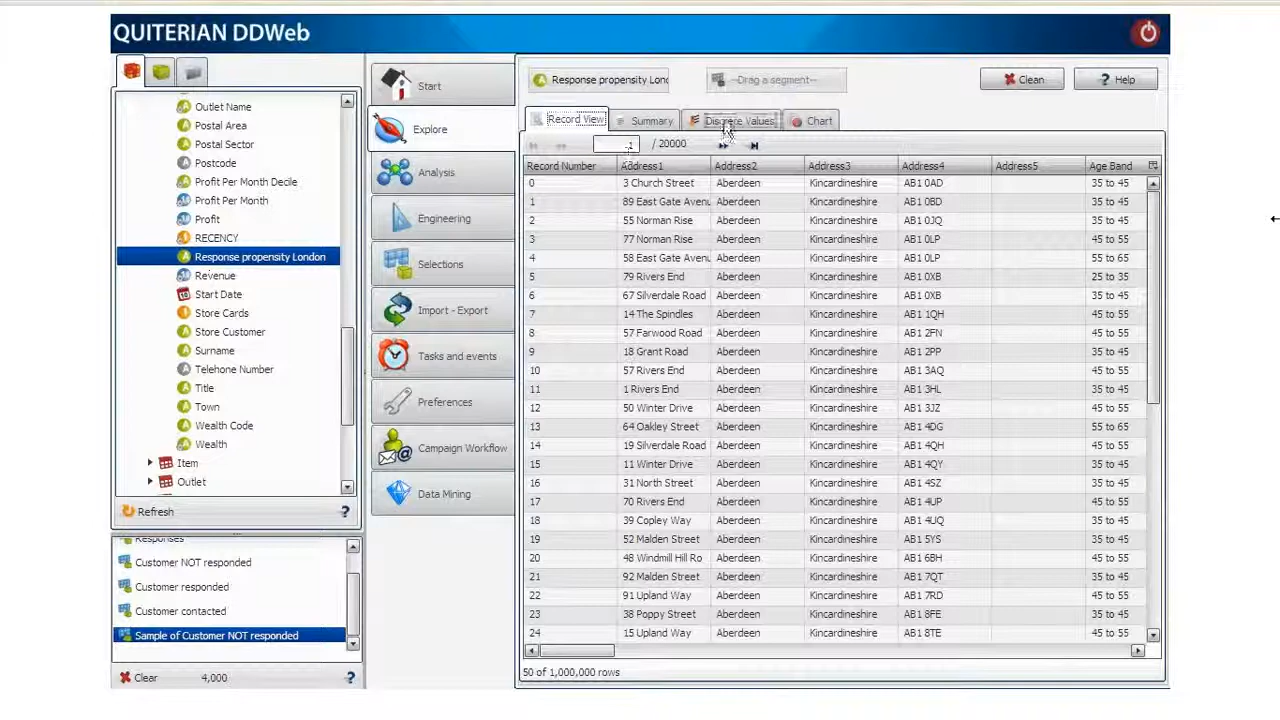 QUITERIAN DDWeb
Outlet Name
Postal Area
Postal Sector
Postcode
Profit Per Month Decile
Profit Per Month
Profit
RECENCY
Response propensity London
Revenue
Start Date
Store Cards
Store Customer
Surname
Telehone Number
Title
Town
Wealth Code
Wealth
Item
Outlet
Refresh
?
Responses
Customer NOT responded
Customer responded
Customer contacted
Sample of Customer NOT responded
Clear 4,000 ?
Start
Explore
Analysis
Engineering
Selections
Import - Export
Tasks and events
Preferences
Campaign Workflow
Data Mining
Response propensity Lond
--Drag a segment--
Clean
? Help
Record View Summary Discrete Values Chart
1 / 20000
Record Number Address1 Address2 Address3 Address4 Address5 Age Band
0 3 Church Street Aberdeen Kincardineshire AB1 0AD 35 to 45
1 89 East Gate Avenu Aberdeen Kincardineshire AB1 0BD 35 to 45
2 55 Norman Rise Aberdeen Kincardineshire AB1 0JQ 35 to 45
3 77 Norman Rise Aberdeen Kincardineshire AB1 0LP 45 to 55
4 58 East Gate Avenu Aberdeen Kincardineshire AB1 0LP 55 to 65
5 79 Rivers End Aberdeen Kincardineshire AB1 0XB 25 to 35
6 67 Silverdale Road Aberdeen Kincardineshire AB1 0XB 35 to 45
7 14 The Spindles Aberdeen Kincardineshire AB1 1QH 35 to 45
8 57 Farwood Road Aberdeen Kincardineshire AB1 2FN 45 to 55
9 18 Grant Road Aberdeen Kincardineshire AB1 2PP 35 to 45
10 57 Rivers End Aberdeen Kincardineshire AB1 3AQ 35 to 45
11 1 Rivers End Aberdeen Kincardineshire AB1 3HL 35 to 45
12 50 Winter Drive Aberdeen Kincardineshire AB1 3JZ 45 to 55
13 64 Oakley Street Aberdeen Kincardineshire AB1 4DG 55 to 65
14 19 Silverdale Road Aberdeen Kincardineshire AB1 4QH 45 to 55
15 11 Winter Drive Aberdeen Kincardineshire AB1 4QY 45 to 55
16 31 North Street Aberdeen Kincardineshire AB1 4SZ 35 to 45
17 70 Rivers End Aberdeen Kincardineshire AB1 4UP 45 to 55
18 39 Copley Way Aberdeen Kincardineshire AB1 4UQ 35 to 45
19 52 Malden Street Aberdeen Kincardineshire AB1 5YS 35 to 45
20 48 Windmill Hill Ro Aberdeen Kincardineshire AB1 6BH 45 to 55
21 92 Malden Street Aberdeen Kincardineshire AB1 7QT 35 to 45
22 91 Upland Way Aberdeen Kincardineshire AB1 7RD 45 to 55
23 38 Poppy Street Aberdeen Kincardineshire AB1 8FE 35 to 45
24 15 Upland Way Aberdeen Kincardineshire AB1 8TE 45 to 55
50 of 1,000,000 rows